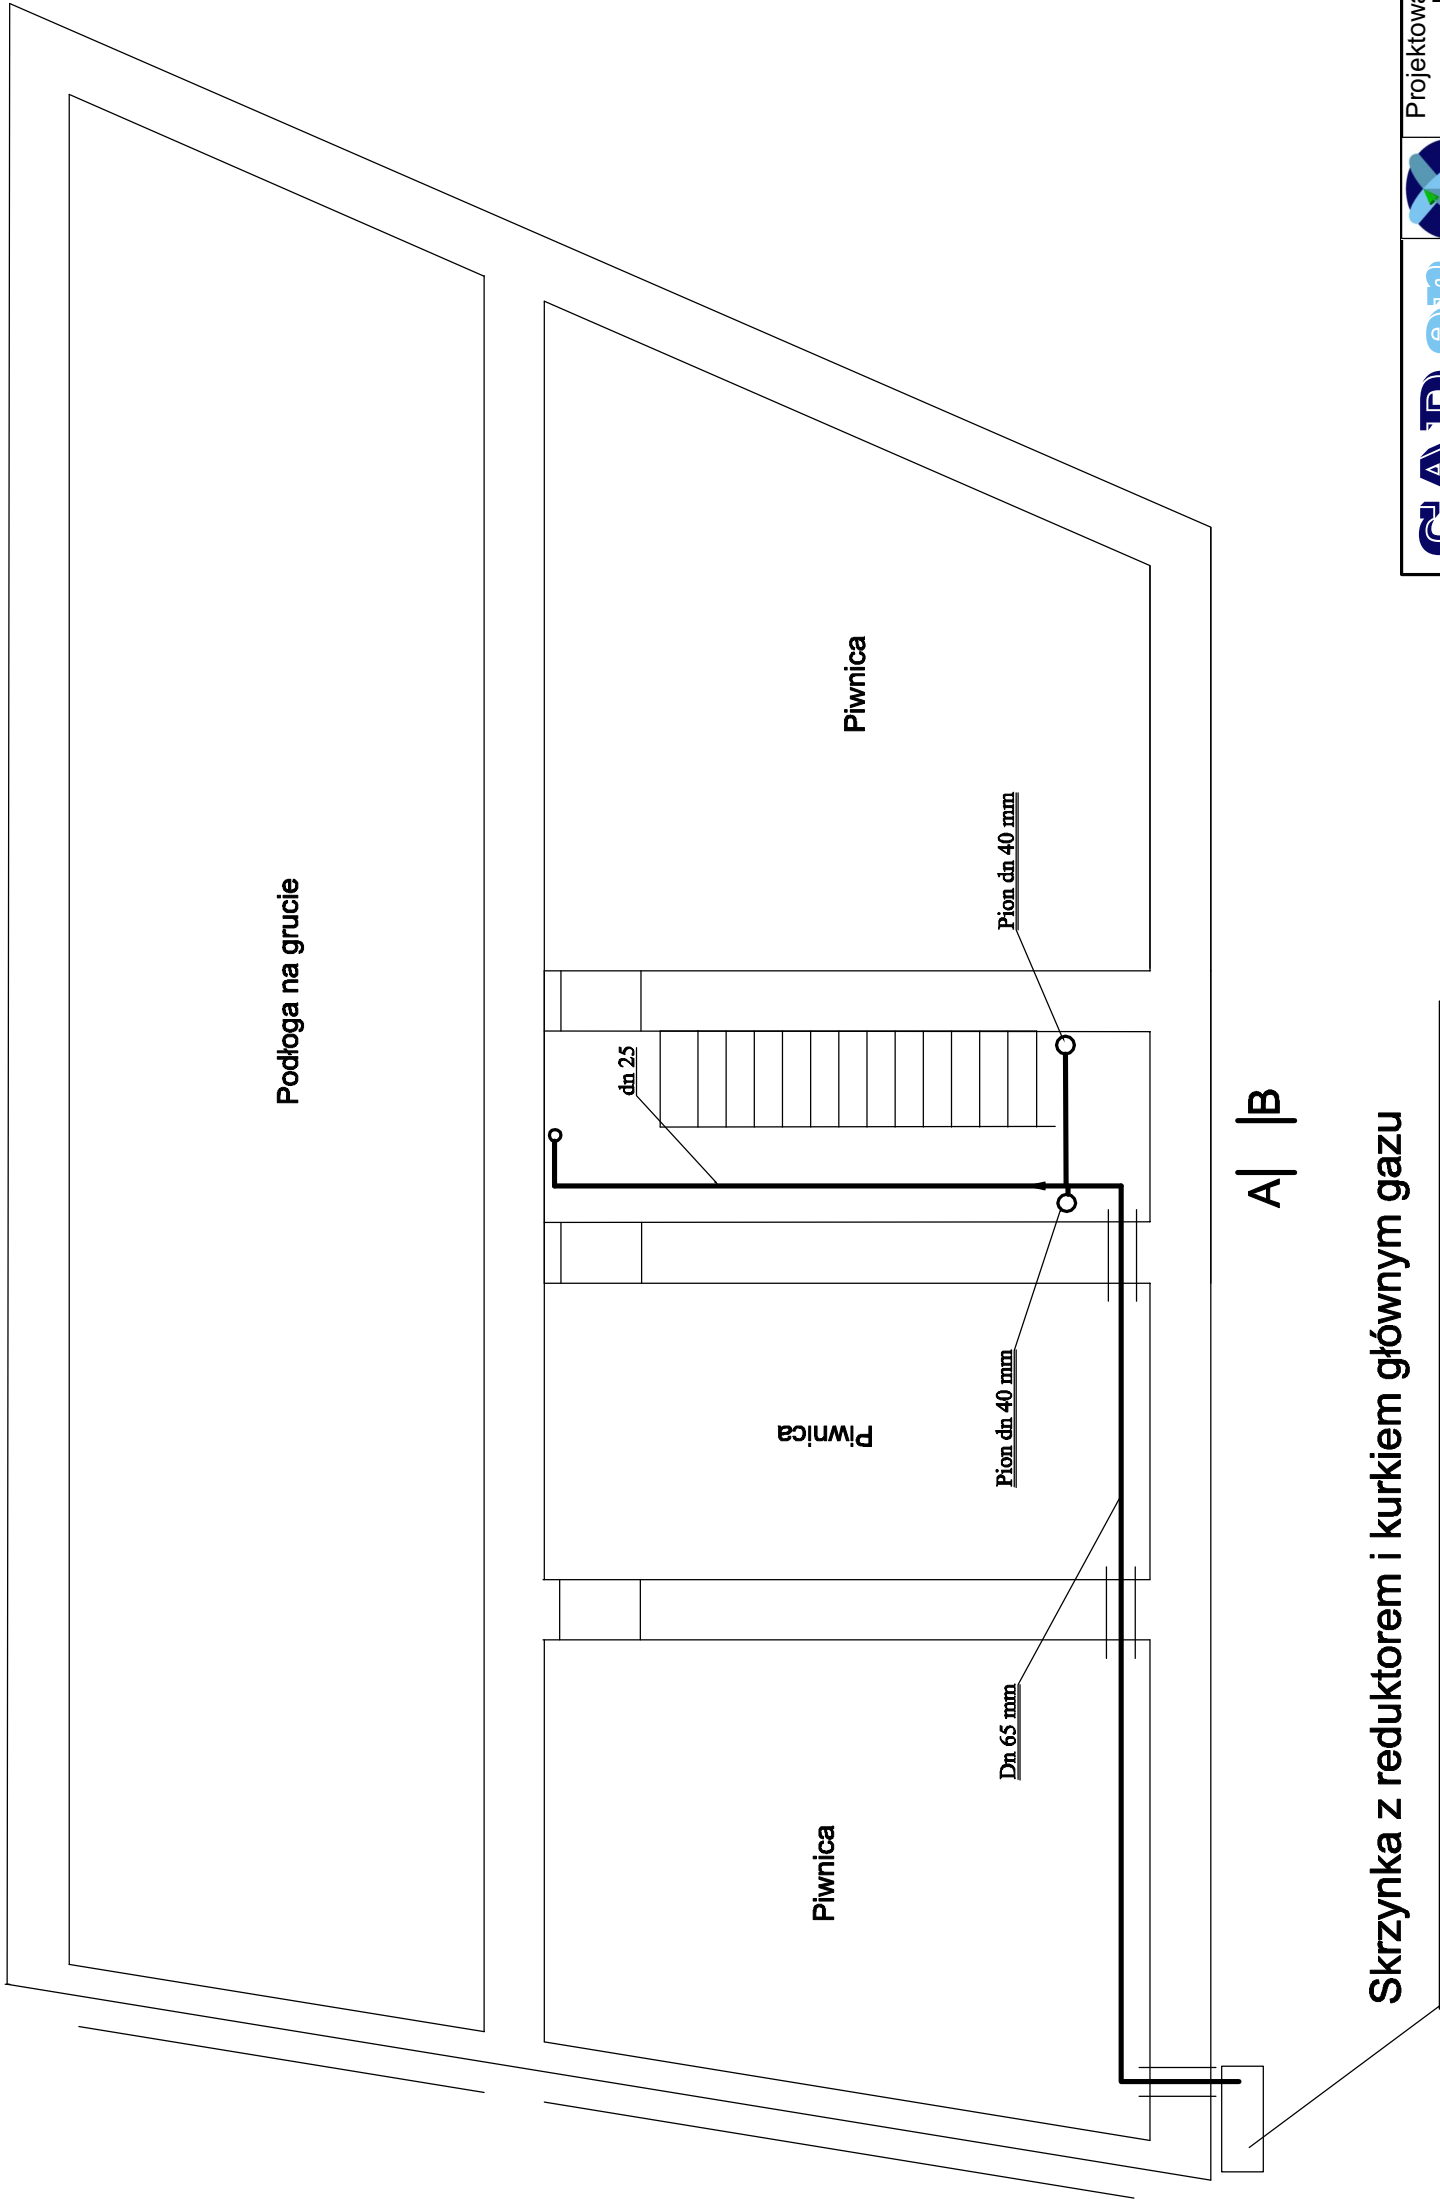 Podłoga na grucie
Piwnica
Pion dn 40 mm
dn 25
Piwnica
Pion dn 40 mm
Dn 65 mm
Piwnica
A| |B
Skrzynka z reduktorem i kurkiem głównym gazu